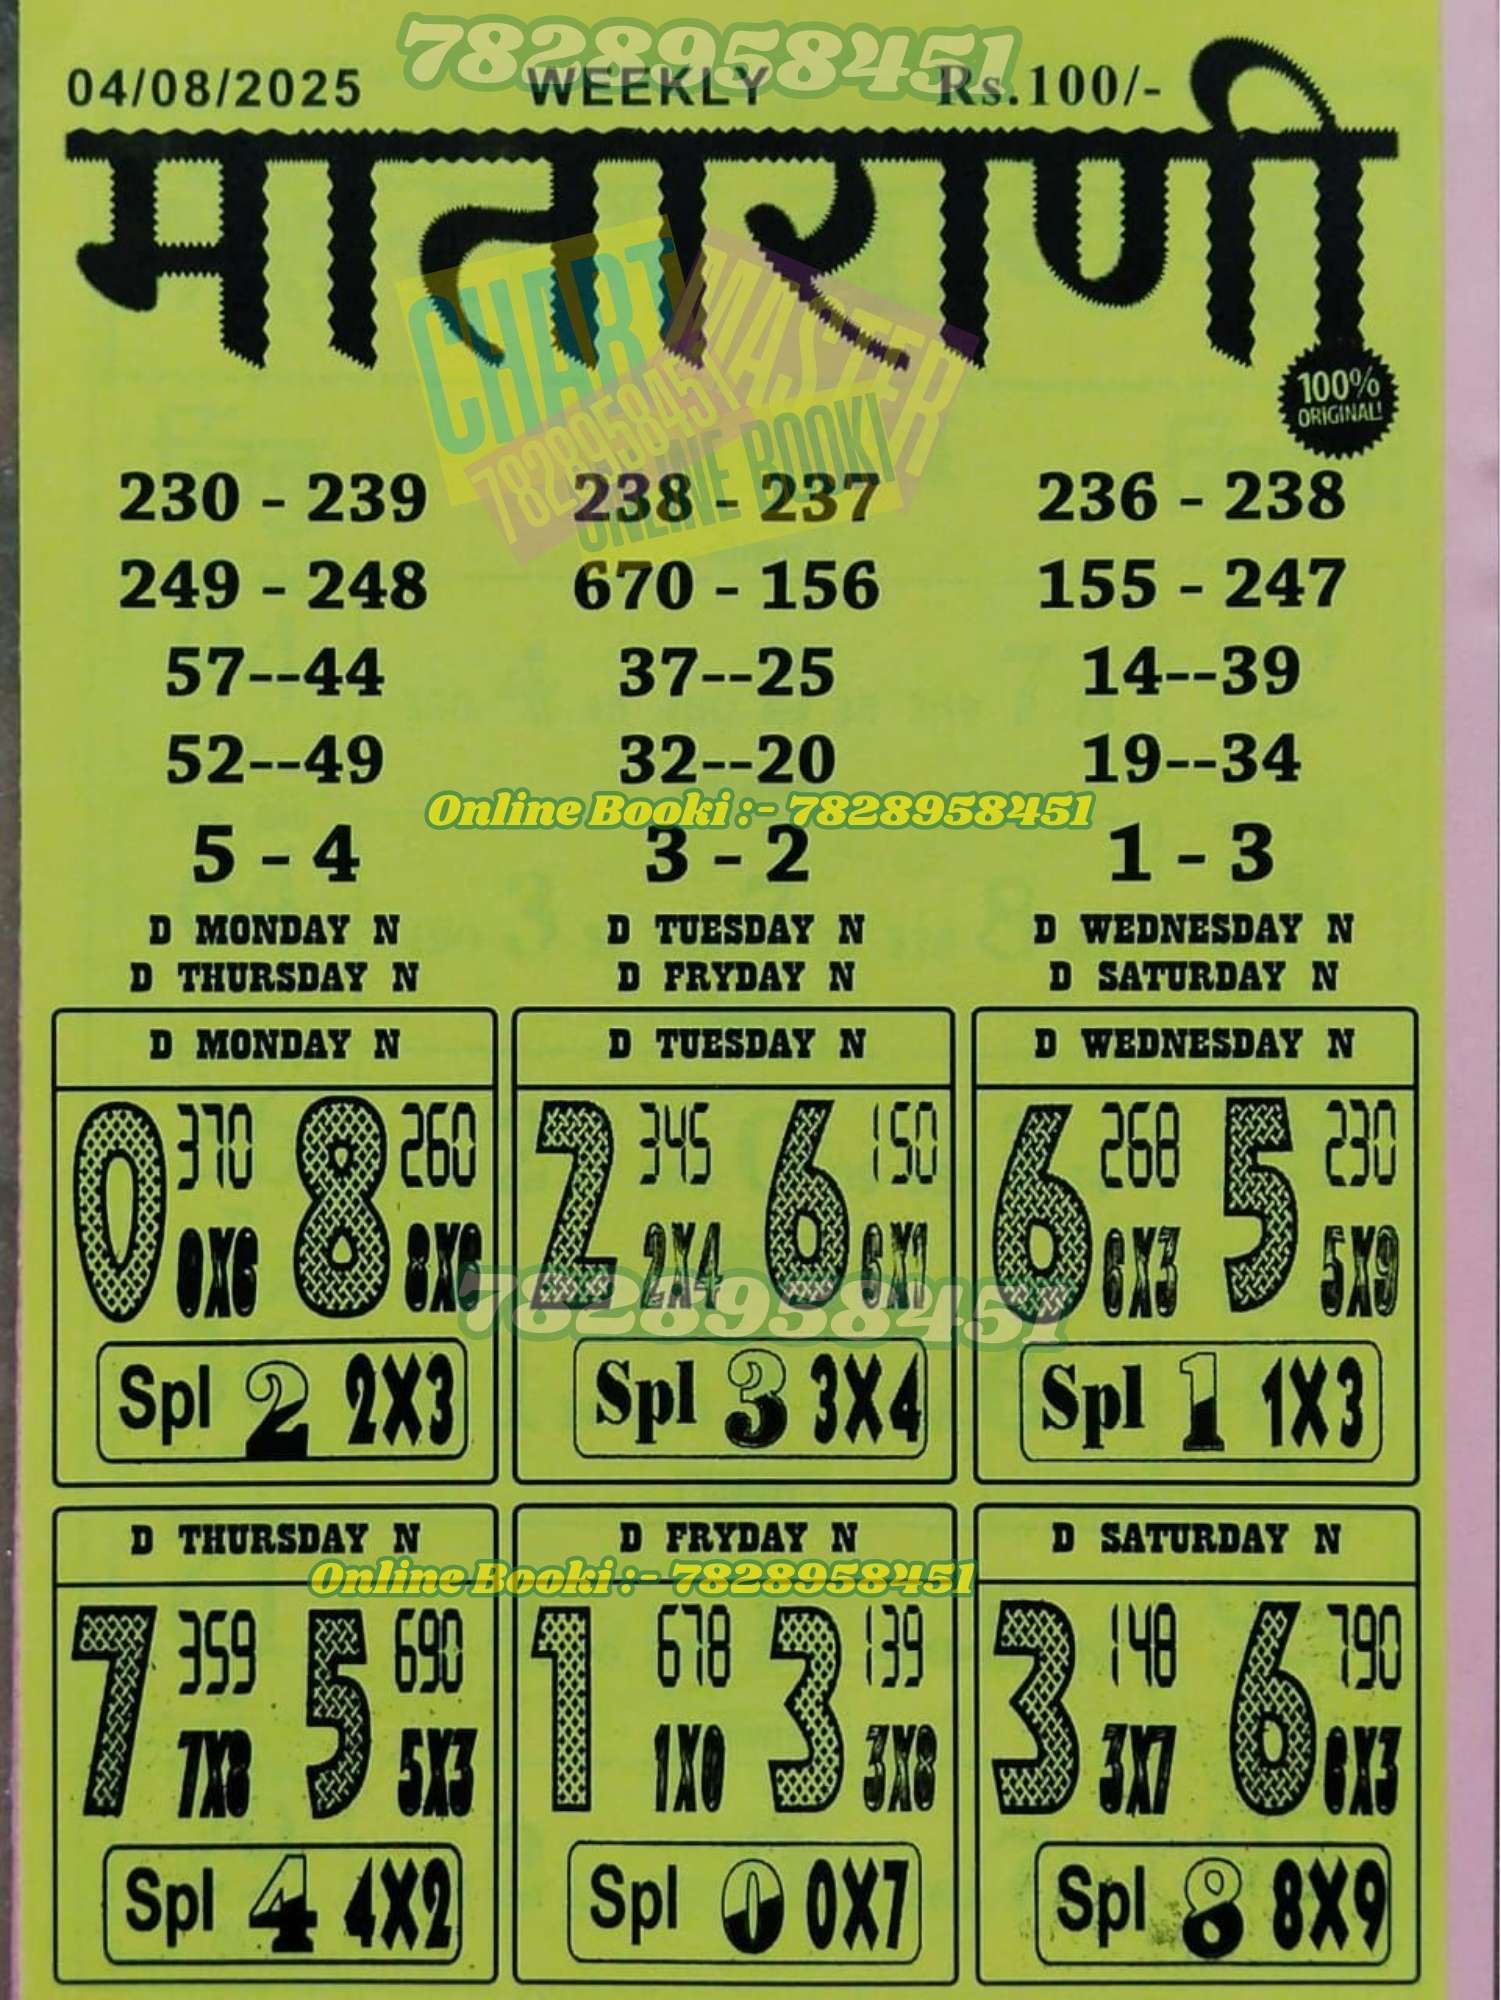 7828958451
04/08/2025 WEEKLY Rs.100/-
माताराणी
CHART MASTER
7828958451
ONLINE BOOKI
100%
ORIGINAL!
230 - 239 238 - 237 236 - 238
249 - 248 670 - 156 155 - 247
57--44 37--25 14--39
52--49 32--20 19--34
Online Booki :- 7828958451
5 - 4 3 - 2 1 - 3
D MONDAY N D TUESDAY N D WEDNESDAY N
D THURSDAY N D FRYDAY N D SATURDAY N
D MONDAY N
0 370 8 260
0X6 8X6
Spl 2 2X3
D TUESDAY N
2 345 6 150
2X4 6X1
Spl 3 3X4
D WEDNESDAY N
6 268 5 230
6X3 5X9
Spl 1 1X3
7828958451
D THURSDAY N
7 359 5 690
7X8 5X3
Spl 4 4X2
D FRYDAY N
1 678 3 139
1X0 3X8
Spl 0 0X7
D SATURDAY N
3 148 6 790
3X7 6X3
Spl 8 8X9
Online Booki :- 7828958451